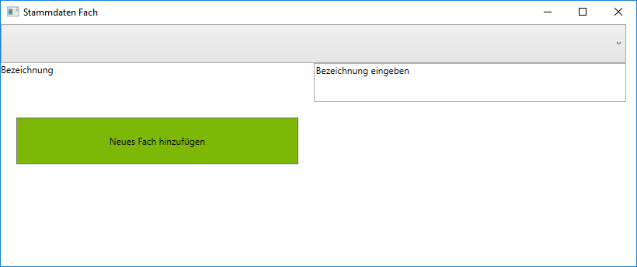 Stammdaten Fach
Bezeichnung
Bezeichnung eingeben
Neues Fach hinzufügen